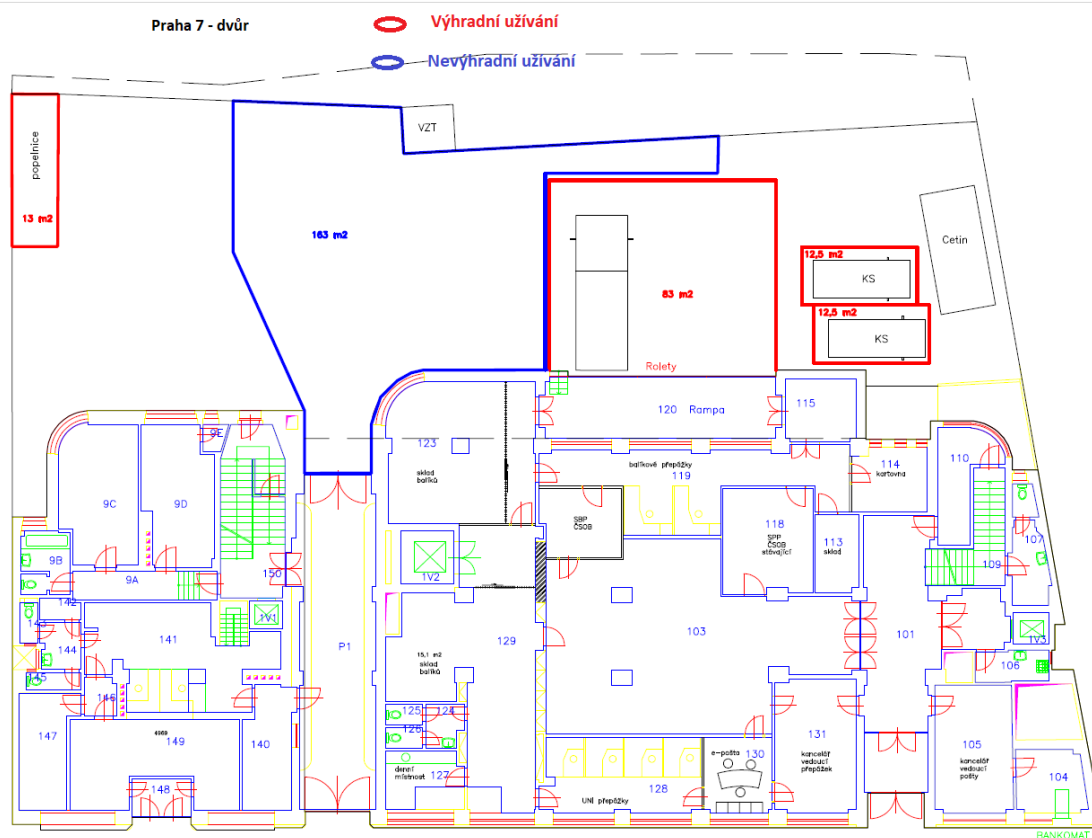 Praha 7 - dvůr
Výhradní užívání
Nevýhradní užívání
VZT
popelnice
13 m2
163 m2
83 m2
12,5 m2
KS
12,5 m2
KS
Cetin
Rolety
120 Rampa
115
123
sklad
balíků
balíkové přepážky
119
114
kartovna
110
9E
9C
9D
SBP
ČSOB
118
SPP
ČSOB
stávající
113
sklad
107
109
9B
9A
150
1V2
142
143
144
145
141
1V1
P1
15,1 m2
sklad
balíků
129
103
101
1V3
106
146
147
149
140
148
125
124
126
denní
místnost
127
UNI přepážky
128
e-pošta
130
131
kancelář
vedoucí
přepážek
105
kancelář
vedoucí
pošty
104
BANKOMAT